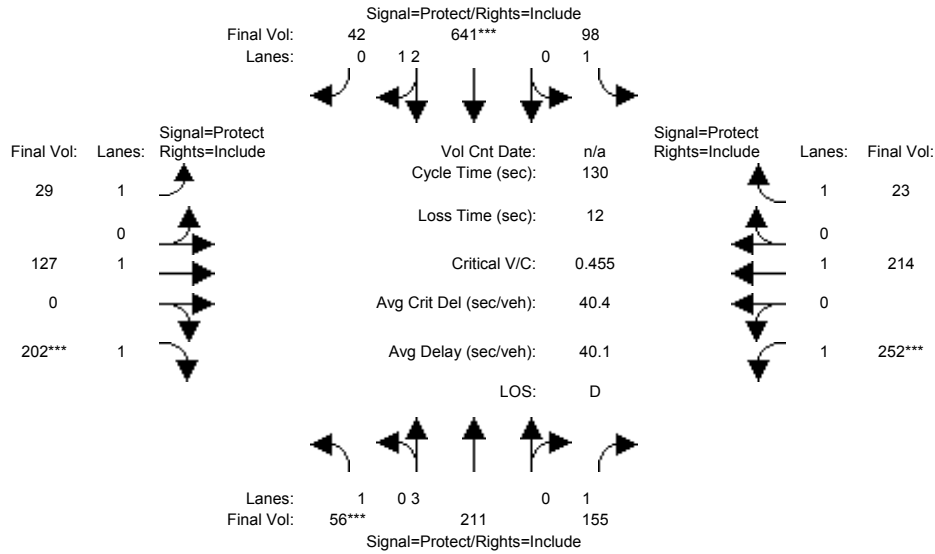 Signal=Protect/Rights=Include
Final Vol: 42 641*** 98
Lanes: 0 1 2 0 1
Signal=Protect
Final Vol: Lanes: Rights=Include
Vol Cnt Date: n/a
Signal=Protect
Rights=Include Lanes: Final Vol:
Cycle Time (sec): 130
29 1
1 23
Loss Time (sec): 12
0
0
127 1
Critical V/C: 0.455
1 214
0
Avg Crit Del (sec/veh): 40.4
0
202*** 1
Avg Delay (sec/veh): 40.1
1 252***
LOS: D
Lanes: 1 0 3 0 1
Final Vol: 56*** 211 155
Signal=Protect/Rights=Include